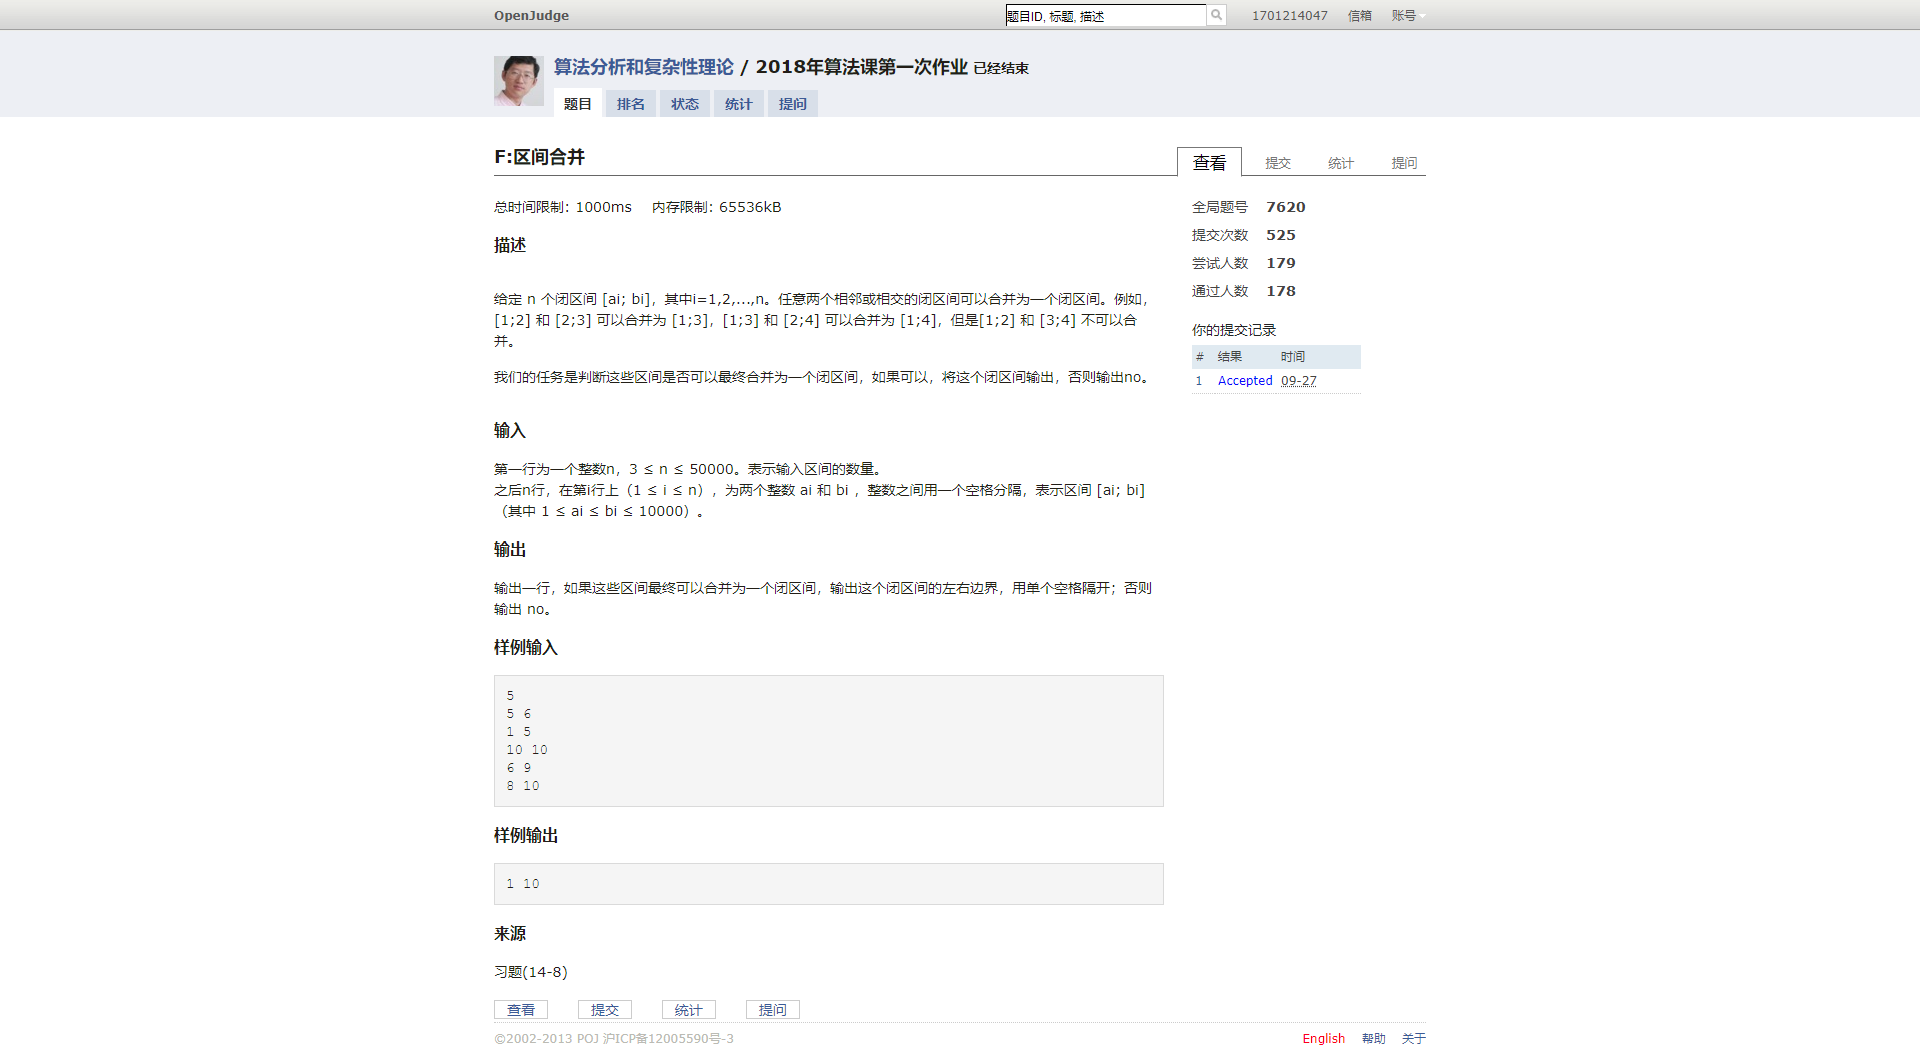 OpenJudge
题目ID, 标题, 描述
1701214047 信箱 账号
算法分析和复杂性理论 / 2018年算法课第一次作业 已经结束
题目 排名 状态 统计 提问
F:区间合并
查看 提交 统计 提问
总时间限制: 1000ms 内存限制: 65536kB
描述
给定 n 个闭区间 [ai; bi]，其中i=1,2,...,n。任意两个相邻或相交的闭区间可以合并为一个闭区间。例如，
[1;2] 和 [2;3] 可以合并为 [1;3]，[1;3] 和 [2;4] 可以合并为 [1;4]，但是[1;2] 和 [3;4] 不可以合
并。
我们的任务是判断这些区间是否可以最终合并为一个闭区间，如果可以，将这个闭区间输出，否则输出no。
输入
第一行为一个整数n，3 ≤ n ≤ 50000。表示输入区间的数量。
之后n行，在第i行上（1 ≤ i ≤ n），为两个整数 ai 和 bi ，整数之间用一个空格分隔，表示区间 [ai; bi]
（其中 1 ≤ ai ≤ bi ≤ 10000）。
输出
输出一行，如果这些区间最终可以合并为一个闭区间，输出这个闭区间的左右边界，用单个空格隔开；否则
输出 no。
样例输入
5
5 6
1 5
10 10
6 9
8 10
样例输出
1 10
来源
习题(14-8)
查看 提交 统计 提问
全局题号 7620
提交次数 525
尝试人数 179
通过人数 178
你的提交记录
# 结果 时间
1 Accepted 09-27
©2002-2013 POJ 沪ICP备12005590号-3
English 帮助 关于